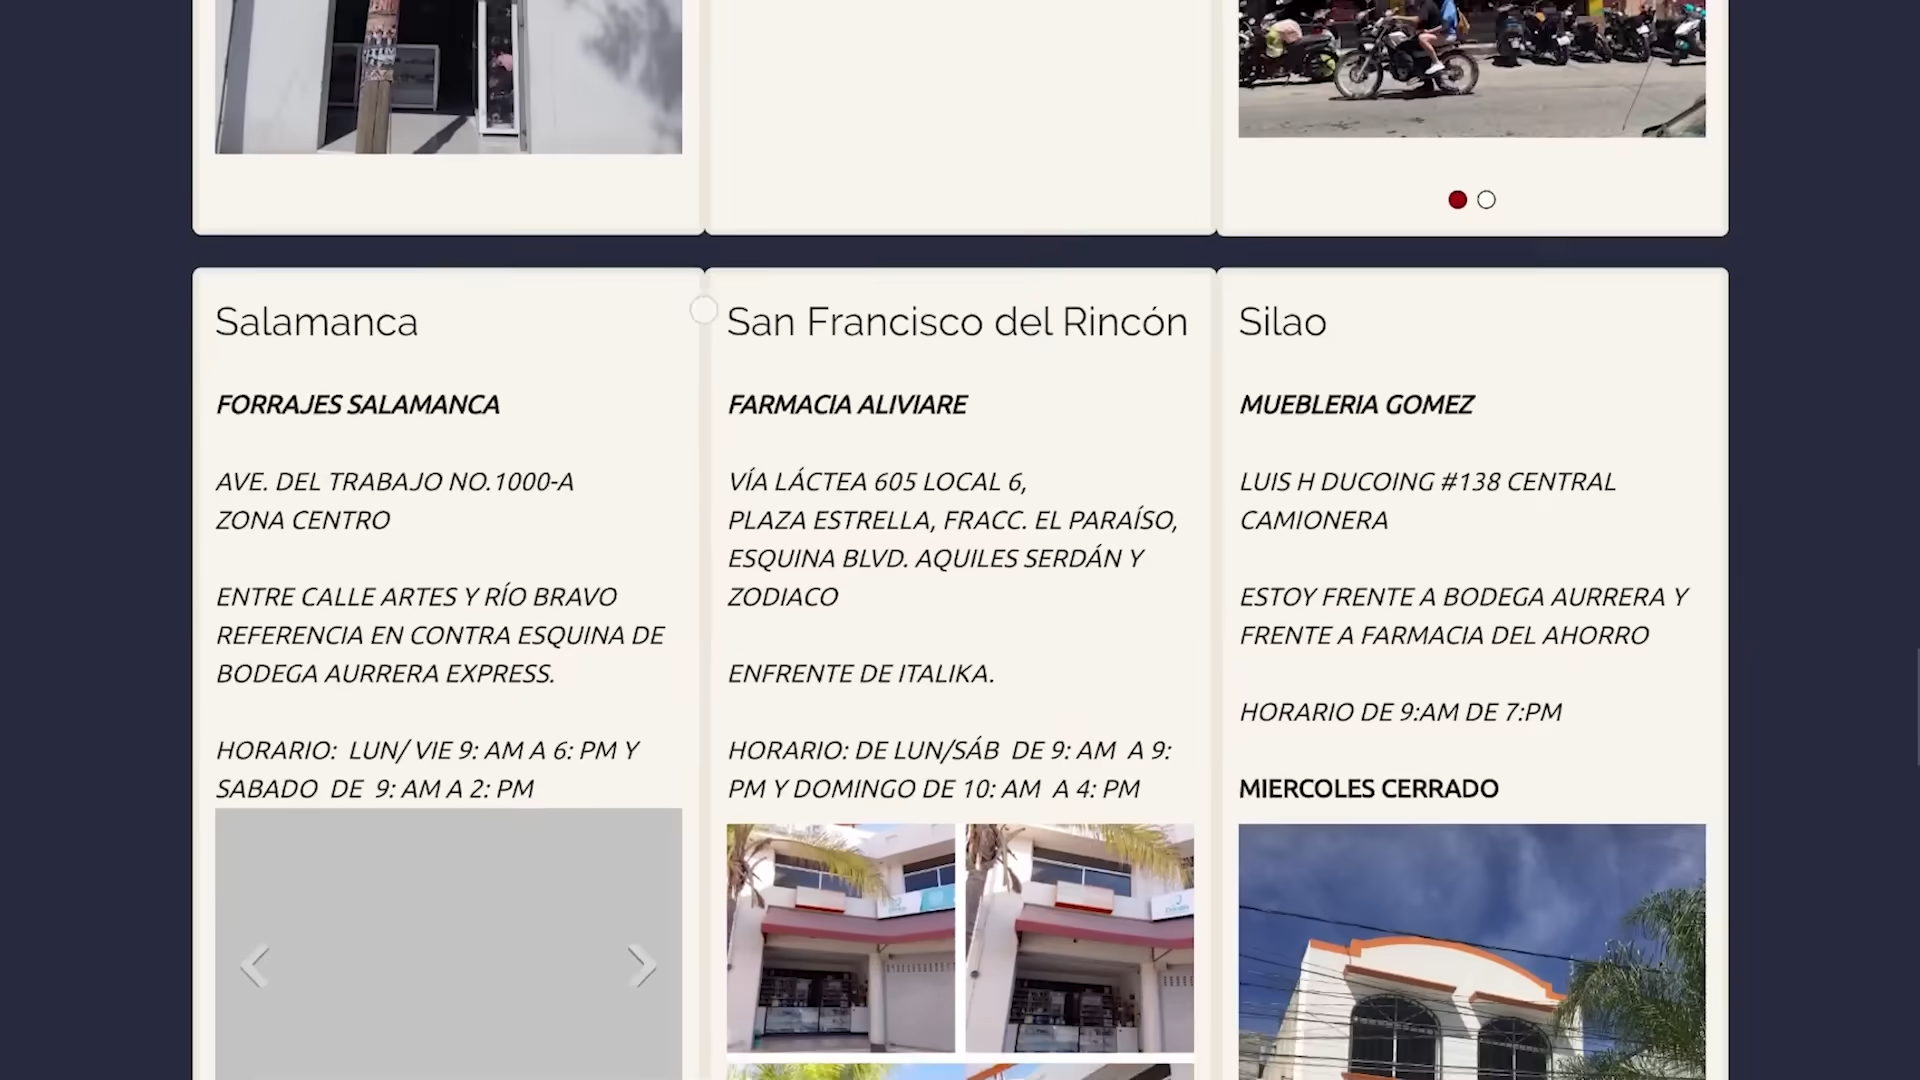 Salamanca
FORRAJES SALAMANCA
AVE. DEL TRABAJO NO.1000-A
ZONA CENTRO
ENTRE CALLE ARTES Y RÍO BRAVO
REFERENCIA EN CONTRA ESQUINA DE
BODEGA AURRERA EXPRESS.
HORARIO: LUN/ VIE 9: AM A 6: PM Y
SABADO DE 9: AM A 2: PM
San Francisco del Rincón
FARMACIA ALIVIARE
VÍA LÁCTEA 605 LOCAL 6,
PLAZA ESTRELLA, FRACC. EL PARAÍSO,
ESQUINA BLVD. AQUILES SERDÁN Y
ZODIACO
ENFRENTE DE ITALIKA.
HORARIO: DE LUN/SÁB DE 9: AM A 9:
PM Y DOMINGO DE 10: AM A 4: PM
Silao
MUEBLERIA GOMEZ
LUIS H DUCOING #138 CENTRAL
CAMIONERA
ESTOY FRENTE A BODEGA AURRERA Y
FRENTE A FARMACIA DEL AHORRO
HORARIO DE 9:AM DE 7:PM
MIERCOLES CERRADO